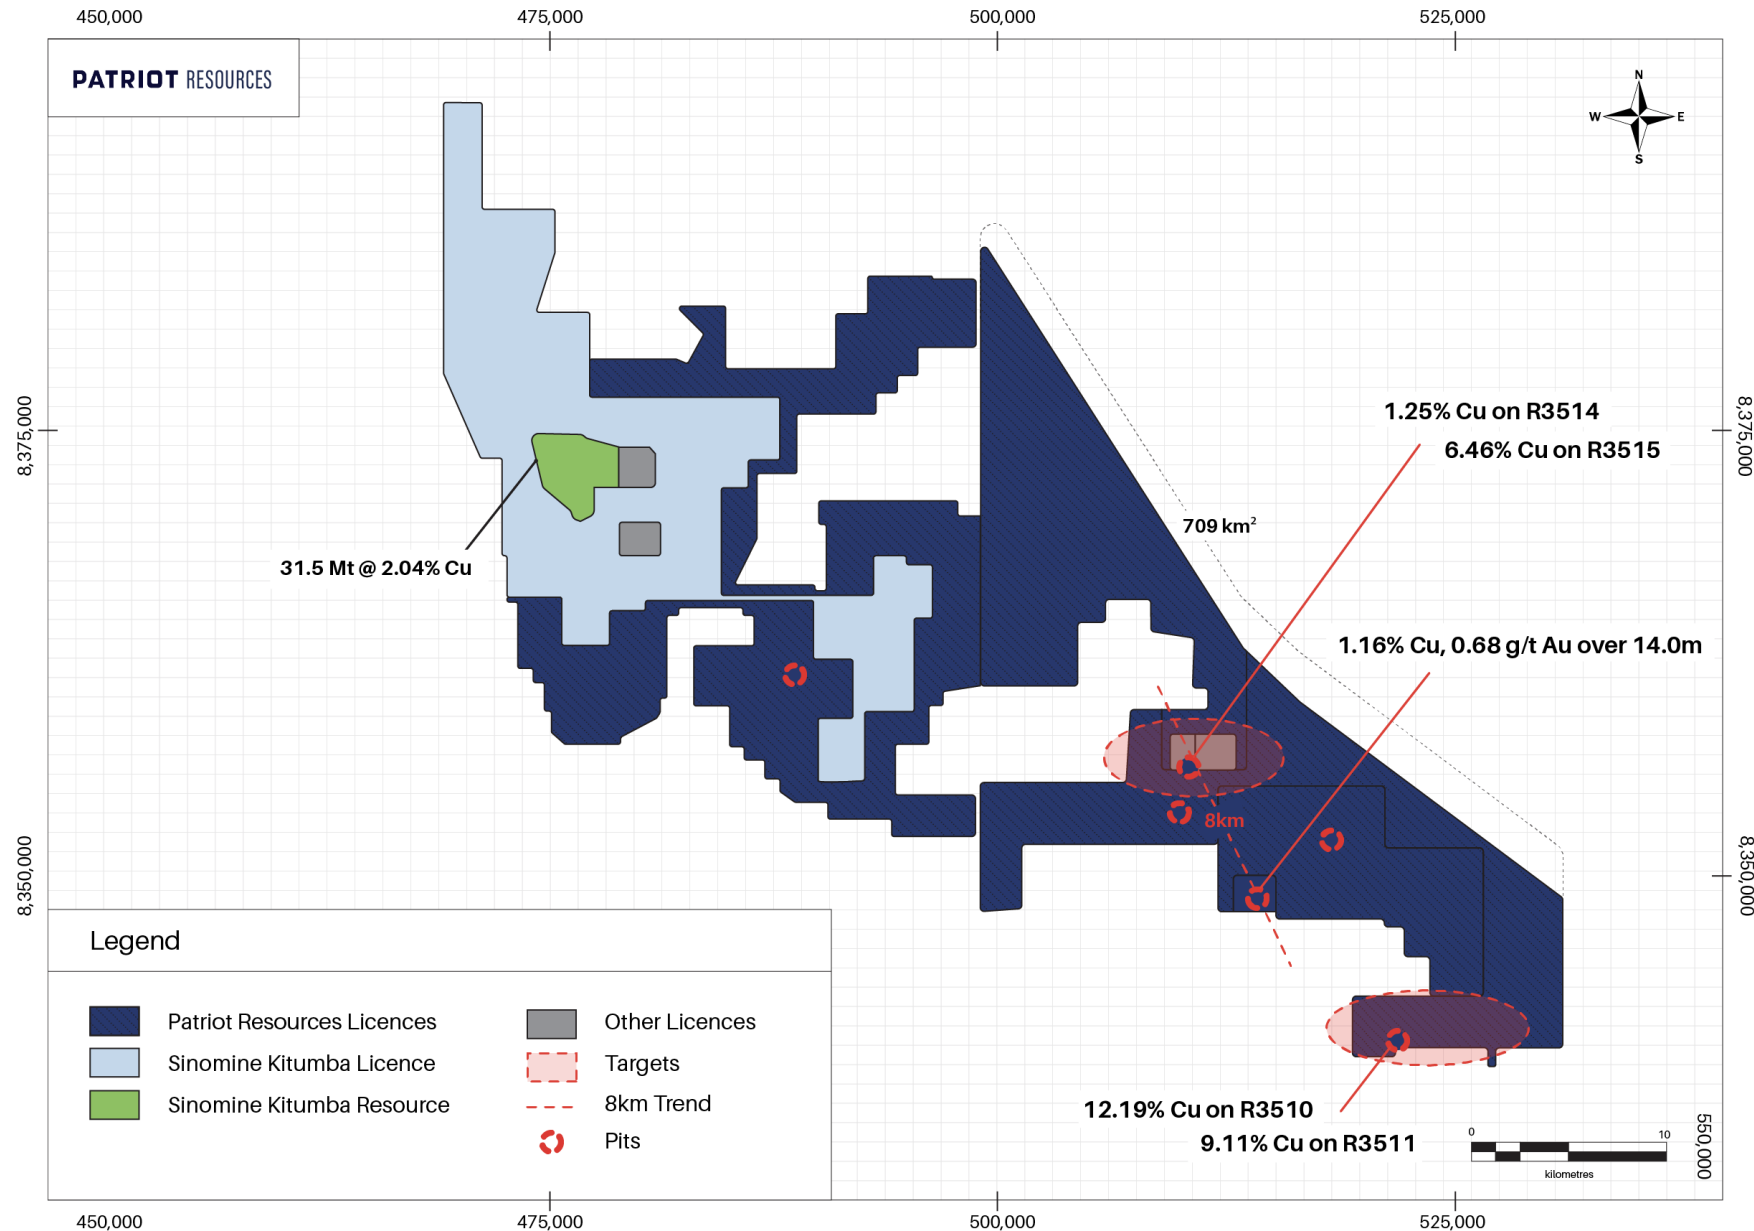 450,000
475,000
500,000
525,000
PATRIOT RESOURCES
N
W
E
S
8,375,000
8,375,000
1.25% Cu on R3514
6.46% Cu on R3515
709 km²
31.5 Mt @ 2.04% Cu
1.16% Cu, 0.68 g/t Au over 14.0m
8km
8,350,000
8,350,000
Legend
Patriot Resources Licences
Sinomine Kitumba Licence
Sinomine Kitumba Resource
Other Licences
Targets
8km Trend
Pits
12.19% Cu on R3510
9.11% Cu on R3511
0
10
kilometres
550,000
450,000
475,000
500,000
525,000